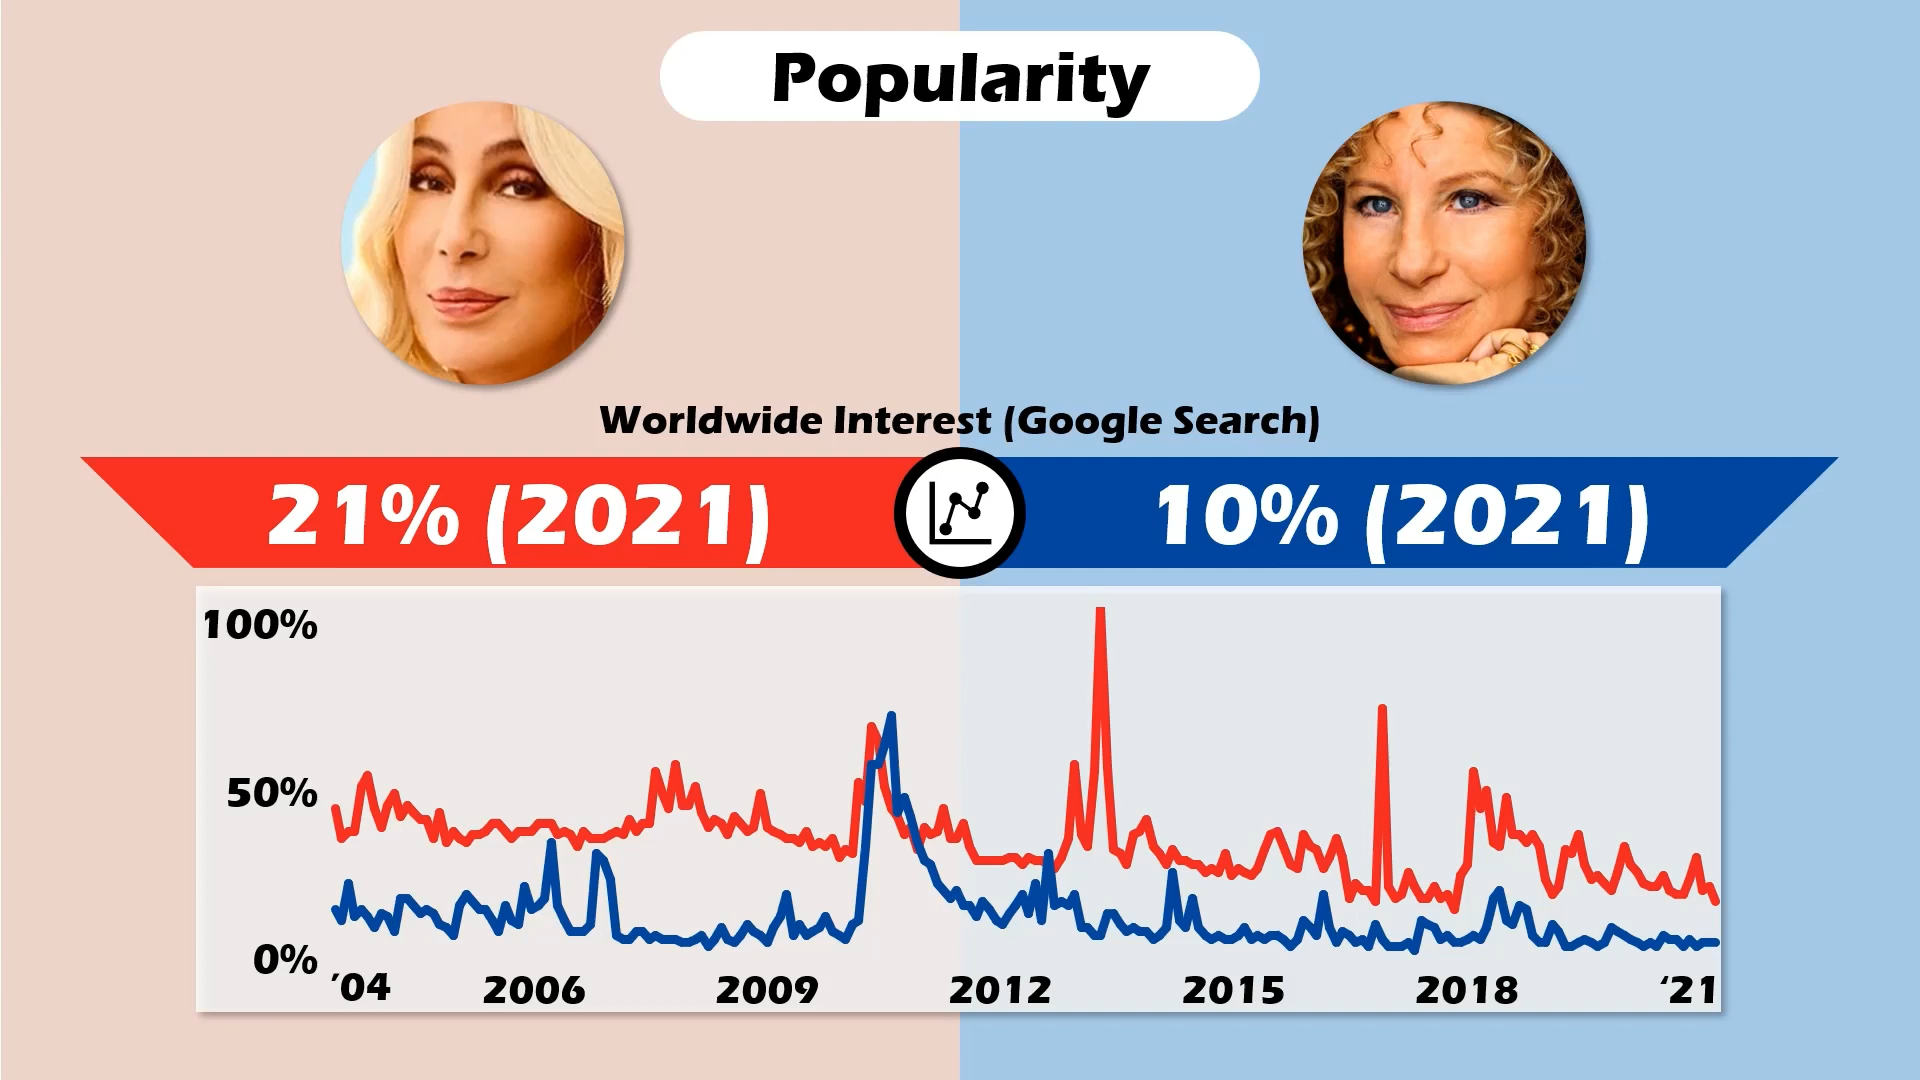 Popularity
Worldwide Interest (Google Search)
21% (2021)
10% (2021)
100%
50%
0%
'04 2006 2009 2012 2015 2018 ‘21